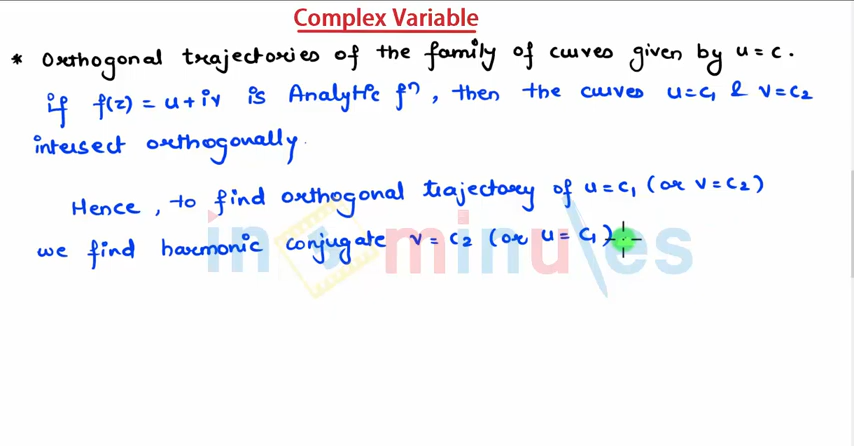 Complex Variable
* Orthogonal trajectories of the family of curves given by u = c.
if f(z) = u + iv is Analytic fⁿ, then the curves u = c₁ & v = c₂
intersect orthogonally.
Hence, to find orthogonal trajectory of u = c₁ (or v = c₂)
we find harmonic conjugate v = c₂ (or u = c₁)
in minutes